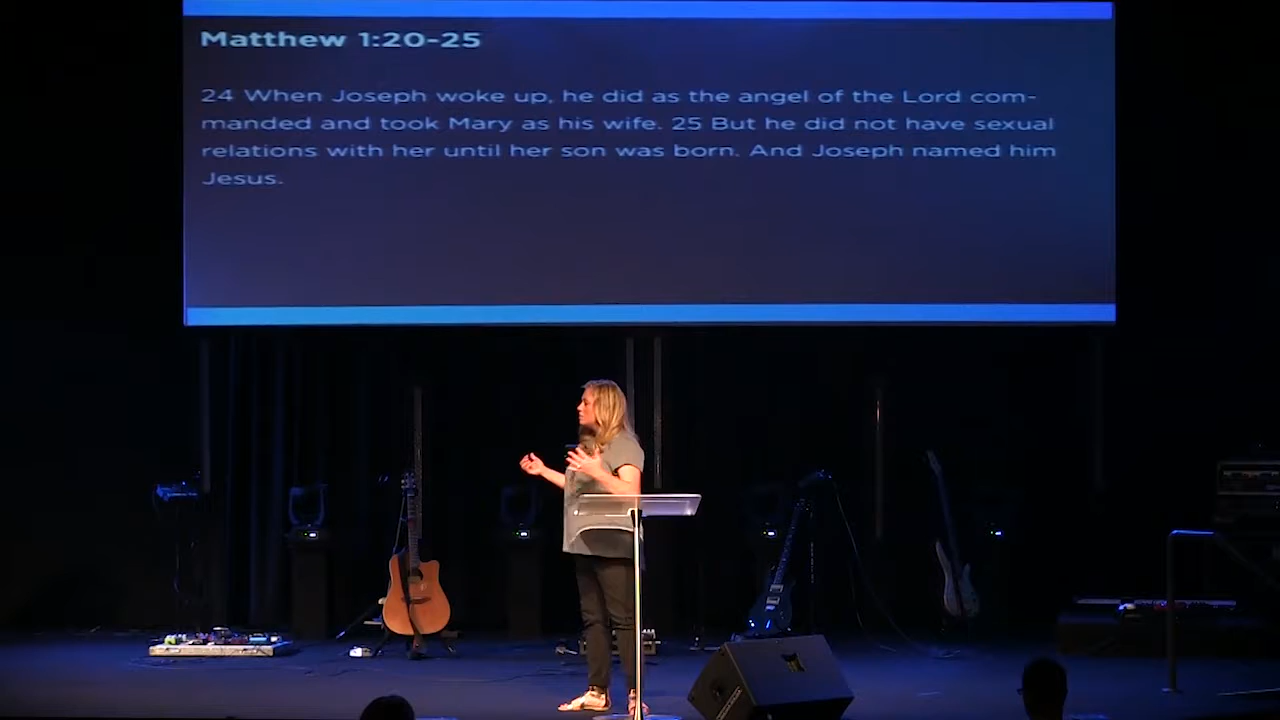 Matthew 1:20-25
24 When Joseph woke up, he did as the angel of the Lord com-
manded and took Mary as his wife. 25 But he did not have sexual
relations with her until her son was born. And Joseph named him
Jesus.